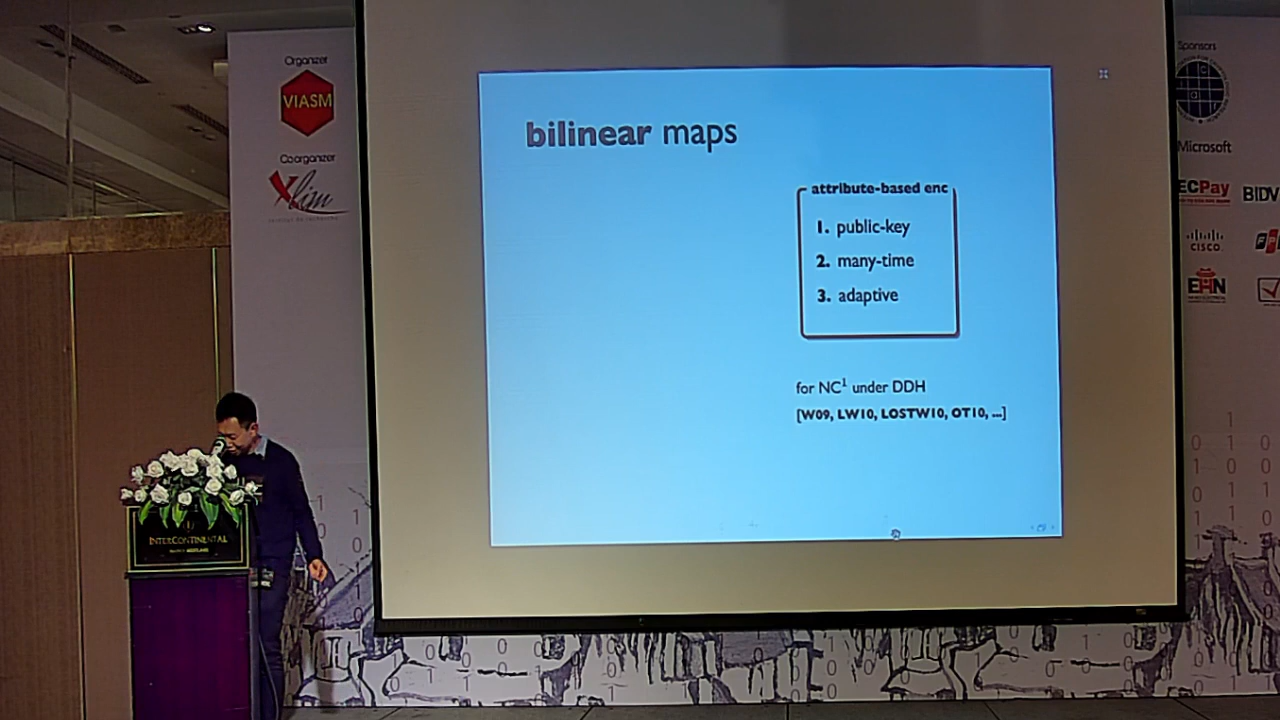 Organizer
VIASM
Coorganizer
Xlim
bilinear maps
attribute-based enc
1. public-key
2. many-time
3. adaptive
for NC¹ under DDH
[W09, LW10, LOSTW10, OT10, ...]
INTERCONTINENTAL
Sponsors
Microsoft
ECPay
BIDV
CISCO